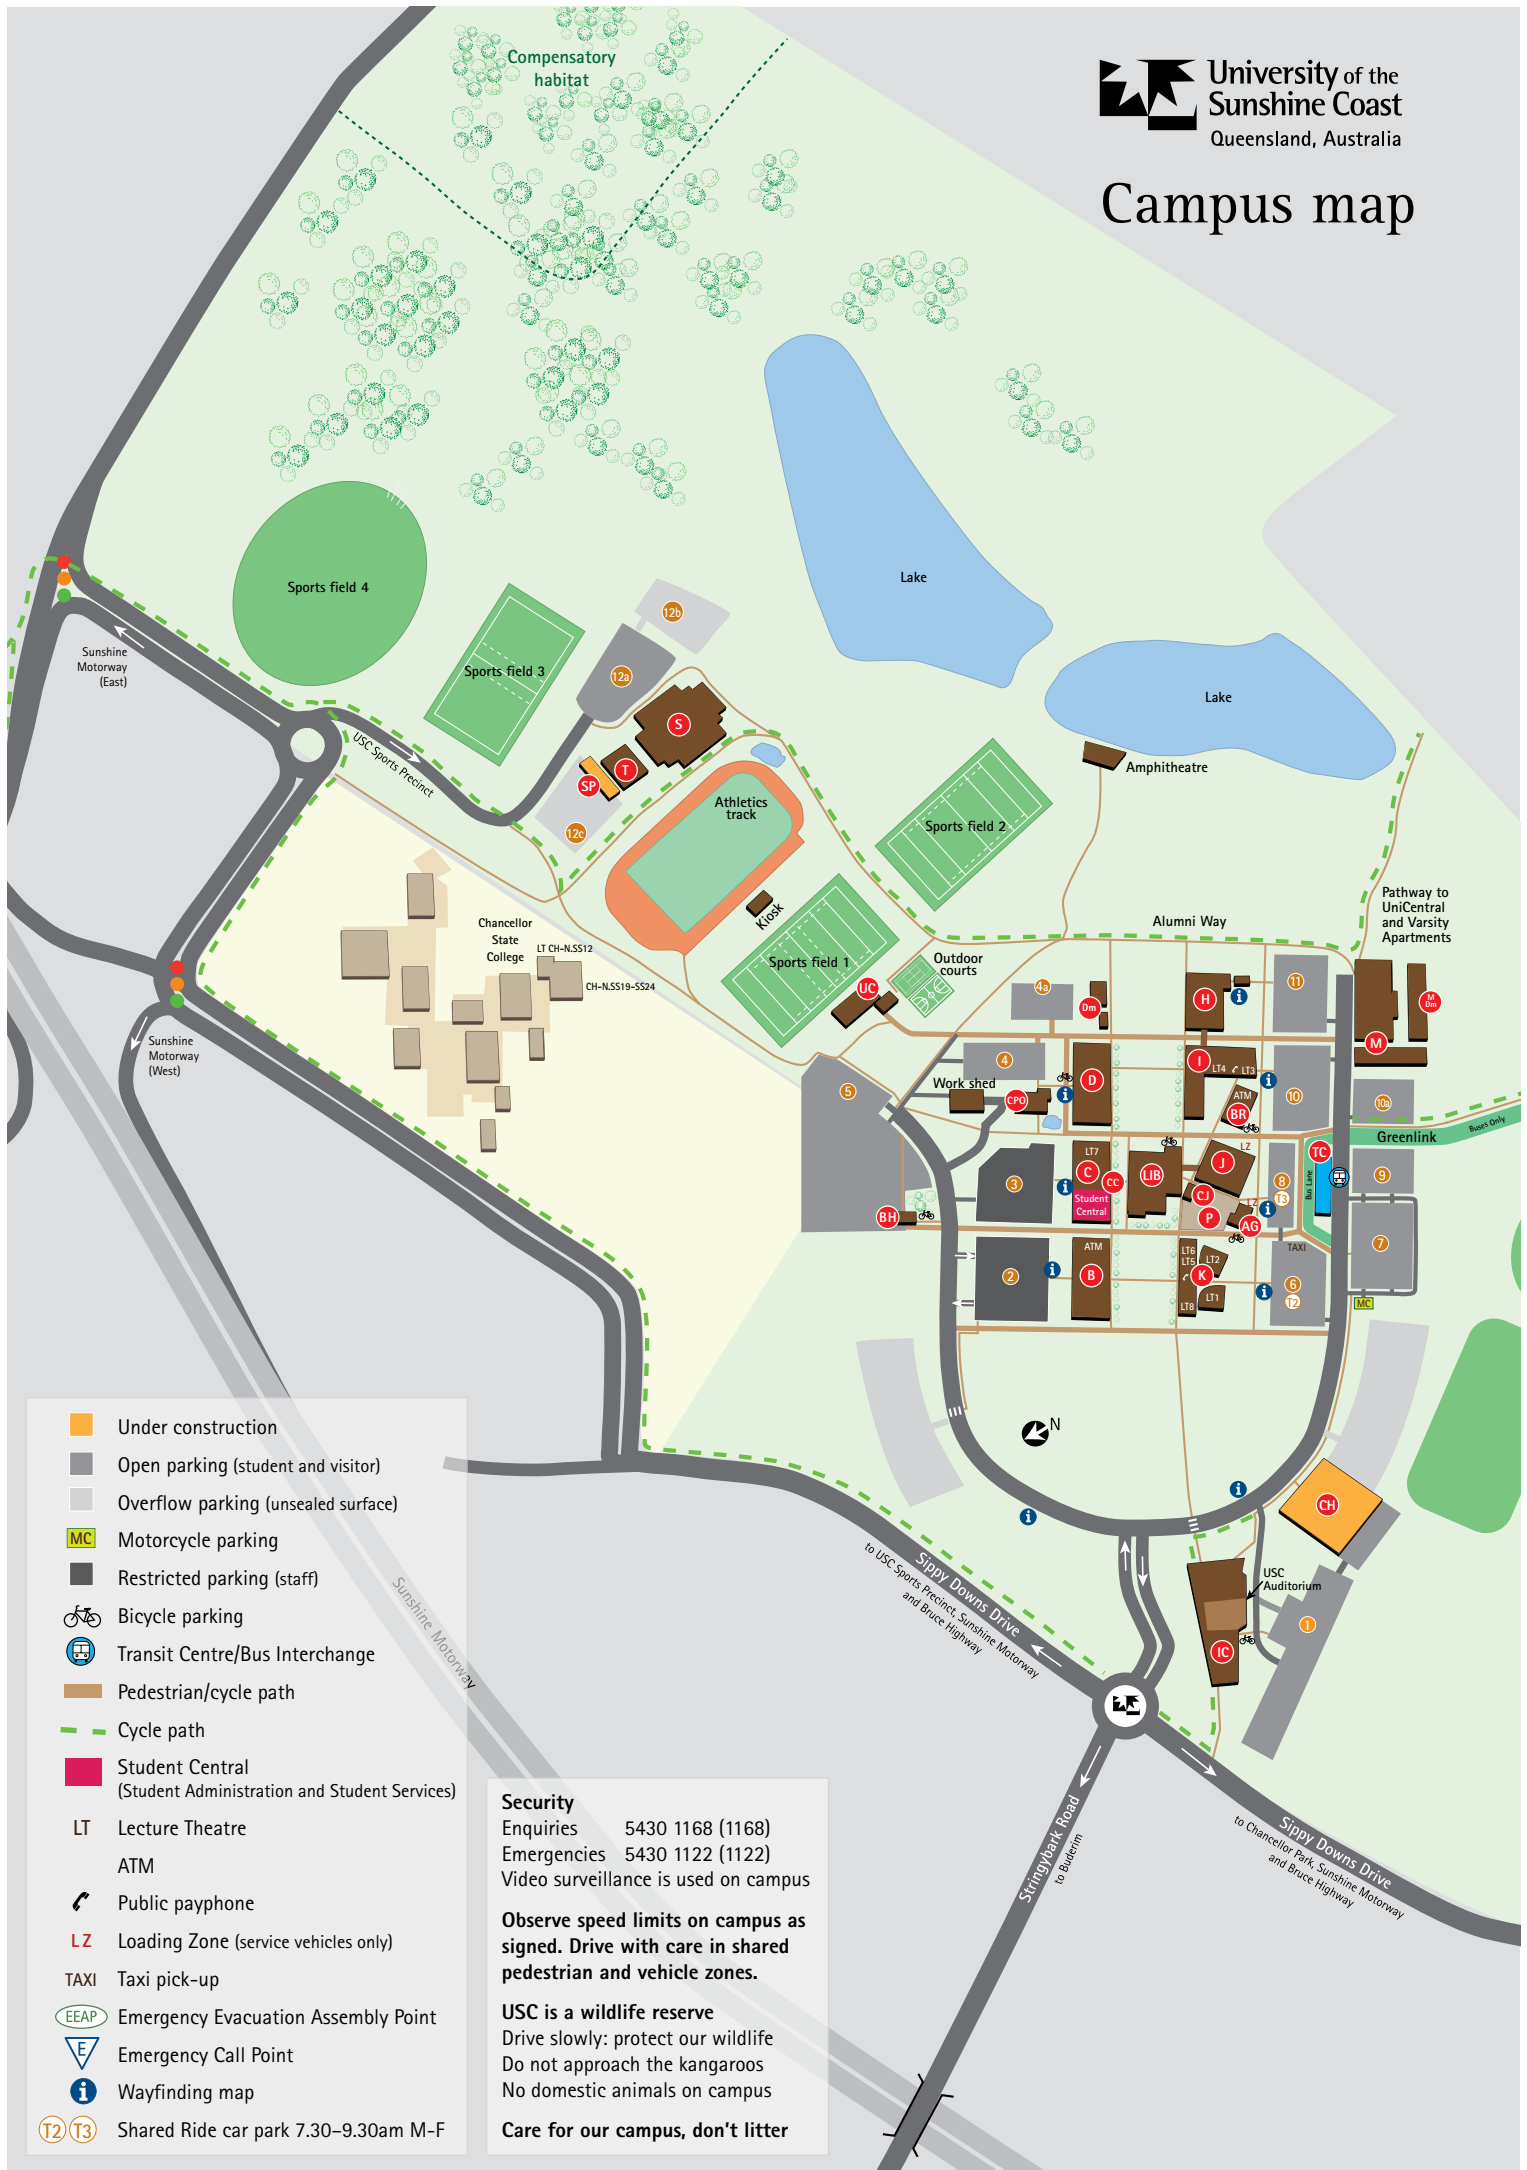 Compensatory
habitat
University of the
Sunshine Coast
Queensland, Australia
Campus map
Sports field 4
Lake
12b
Sunshine
Motorway
(East)
Sports field 3
12a
Lake
S
USC Sports Precinct
T
SP
Amphitheatre
Athletics
track
12c
Sports field 2
Kiosk
Pathway to
UniCentral
and Varsity
Apartments
Chancellor
State
College
LT CH-N.SS12
CH-N.SS19-SS24
Alumni Way
Sports field 1
Outdoor
courts
UC
4a
Dm
H
11
M
Dm
M
Sunshine
Motorway
(West)
4
5
Work shed
CPO
D
I
LT4
LT3
ATM
BR
10
10a
Greenlink
Buses Only
3
LT7
C
CC
Student
Central
LIB
J
LZ
TC
CJ
P
LZ
AG
8
T3
Bus Lane
9
BH
TAXI
7
2
ATM
B
LT6
LT5
LT2
K
LT1
LT8
6
T2
MC
N
CH
USC
Auditorium
1
IC
Sippy Downs Drive
to USC Sports Precinct, Sunshine Motorway
and Bruce Highway
Sunshine Motorway
Stringybark Road
to Buderim
Sippy Downs Drive
to Chancellor Park, Sunshine Motorway
and Bruce Highway
Under construction
Open parking (student and visitor)
Overflow parking (unsealed surface)
MC Motorcycle parking
Restricted parking (staff)
Bicycle parking
Transit Centre/Bus Interchange
Pedestrian/cycle path
Cycle path
Student Central
(Student Administration and Student Services)
LT Lecture Theatre
ATM
Public payphone
LZ Loading Zone (service vehicles only)
TAXI Taxi pick-up
EEAP Emergency Evacuation Assembly Point
E Emergency Call Point
i Wayfinding map
T2 T3 Shared Ride car park 7.30–9.30am M-F
Security
Enquiries 5430 1168 (1168)
Emergencies 5430 1122 (1122)
Video surveillance is used on campus
Observe speed limits on campus as
signed. Drive with care in shared
pedestrian and vehicle zones.
USC is a wildlife reserve
Drive slowly: protect our wildlife
Do not approach the kangaroos
No domestic animals on campus
Care for our campus, don't litter